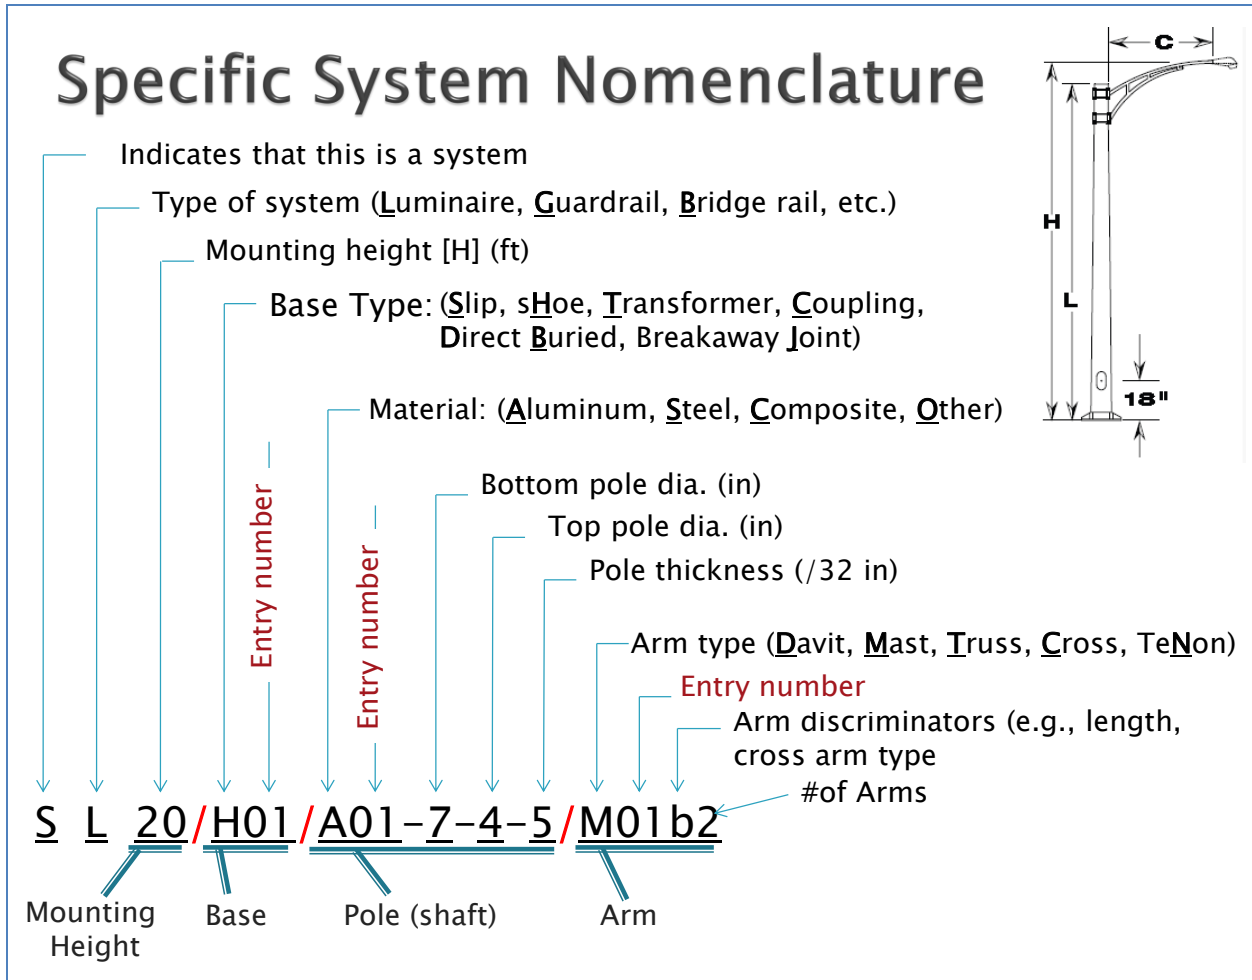 Specific System Nomenclature
C
H
L
18"
Indicates that this is a system
Type of system (Luminaire, Guardrail, Bridge rail, etc.)
Mounting height [H] (ft)
Base Type: (Slip, sHoe, Transformer, Coupling,
Direct Buried, Breakaway Joint)
Material: (Aluminum, Steel, Composite, Other)
Entry number
Entry number
Bottom pole dia. (in)
Top pole dia. (in)
Pole thickness (/32 in)
Arm type (Davit, Mast, Truss, Cross, TeNon)
Entry number
Arm discriminators (e.g., length,
cross arm type
#of Arms
S L 20/H01/A01-7-4-5/M01b2
Mounting
Height
Base
Pole (shaft)
Arm